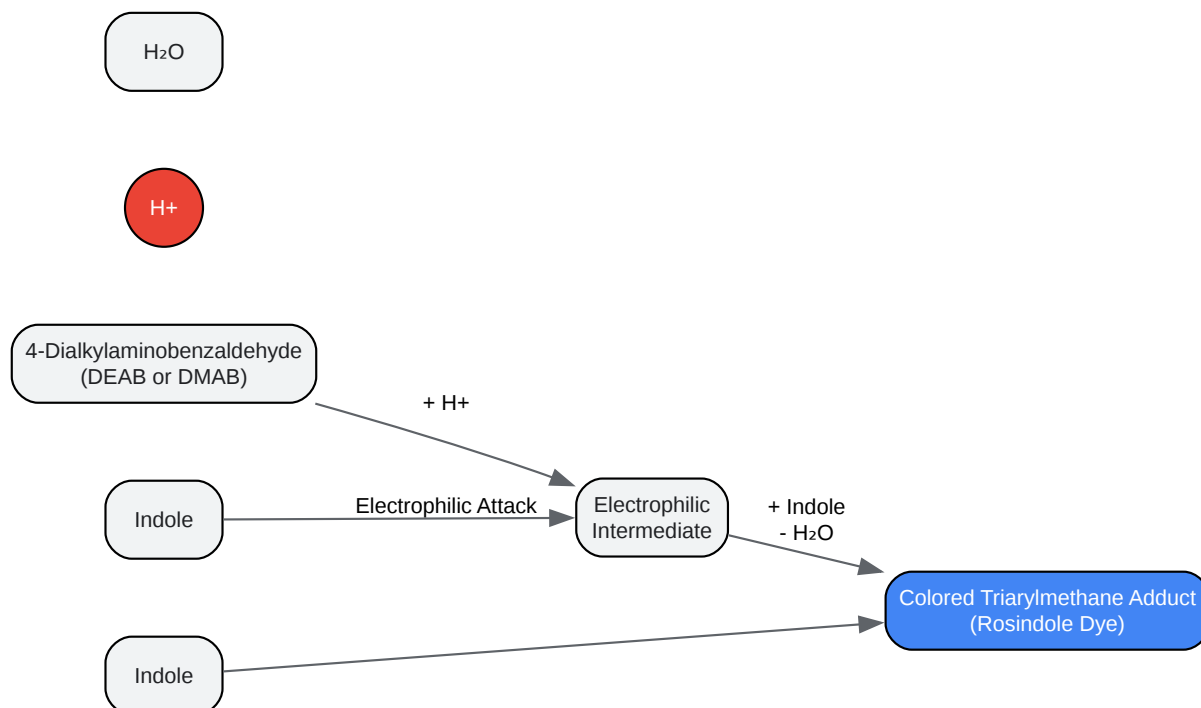 H₂O
H+
4-Dialkylaminobenzaldehyde
(DEAB or DMAB)
+ H+
Indole
Electrophilic Attack
Electrophilic
Intermediate
+ Indole
- H₂O
Colored Triarylmethane Adduct
(Rosindole Dye)
Indole